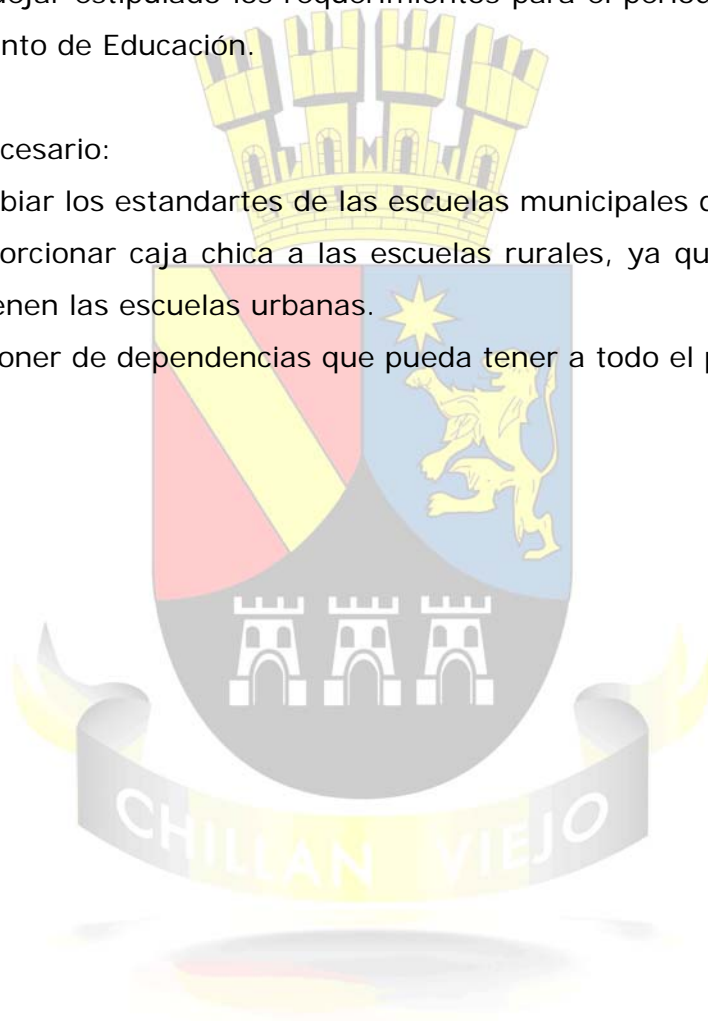 dejar estipulado los requerimientos para el period
nto de Educación.
cesario:
biar los estandartes de las escuelas municipales d
orcionar caja chica a las escuelas rurales, ya qu
enen las escuelas urbanas.
oner de dependencias que pueda tener a todo el p
CHILLAN VIEJO